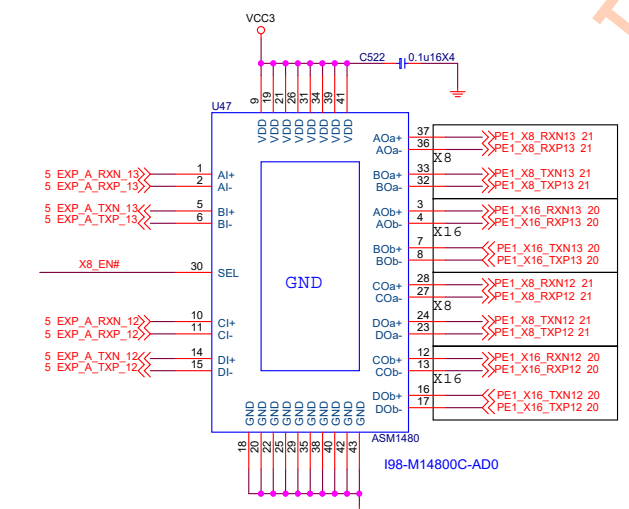 VCC3
C522 0.1u16X4
U47
9 19 21 26 31 34 39 41
VDD VDD VDD VDD VDD VDD VDD VDD
5 EXP_A_RXN_13 1 AI+
5 EXP_A_RXP_13 2 AI-
5 EXP_A_TXN_13 5 BI+
5 EXP_A_TXP_13 6 BI-
X8_EN# 30 SEL
5 EXP_A_RXN_12 10 CI+
5 EXP_A_RXP_12 11 CI-
5 EXP_A_TXN_12 14 DI+
5 EXP_A_TXP_12 15 DI-
GND
AOa+ 37 PE1_X8_RXN13 21
AOa- 36 PE1_X8_RXP13 21
X8
BOa+ 33 PE1_X8_TXN13 21
BOa- 32 PE1_X8_TXP13 21
AOb+ 3 PE1_X16_RXN13 20
AOb- 4 PE1_X16_RXP13 20
X16
BOb+ 7 PE1_X16_TXN13 20
BOb- 8 PE1_X16_TXP13 20
COa+ 28 PE1_X8_RXN12 21
COa- 27 PE1_X8_RXP12 21
X8
DOa+ 24 PE1_X8_TXN12 21
DOa- 23 PE1_X8_TXP12 21
COb+ 12 PE1_X16_RXN12 20
COb- 13 PE1_X16_RXP12 20
X16
DOb+ 16 PE1_X16_TXN12 20
DOb- 17 PE1_X16_TXP12 20
GND GND GND GND GND GND GND GND GND GND
18 20 22 25 29 35 38 40 42 43
ASM1480
I98-M14800C-AD0